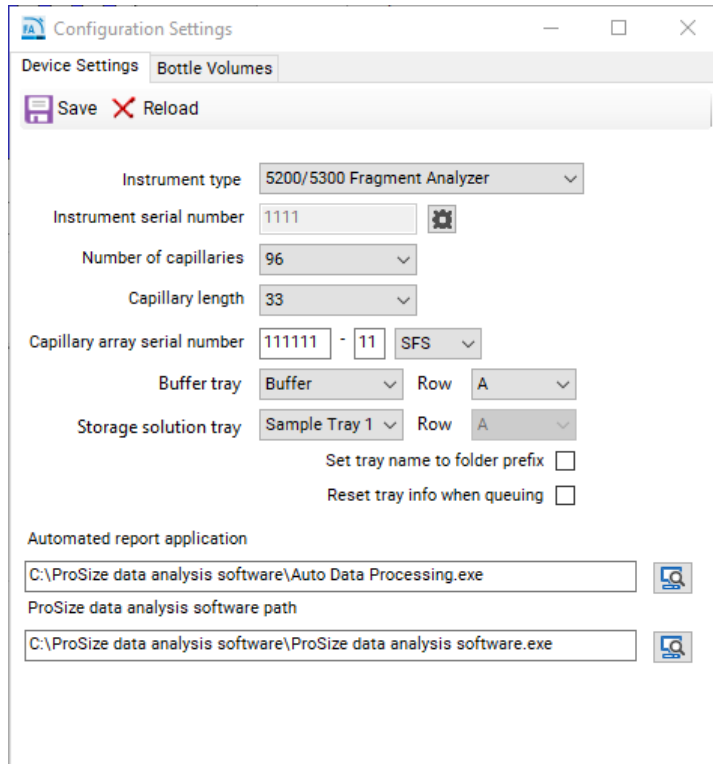 FA Configuration Settings
Device Settings Bottle Volumes
Save Reload
Instrument type 5200/5300 Fragment Analyzer
Instrument serial number 1111
Number of capillaries 96
Capillary length 33
Capillary array serial number 111111 - 11 SFS
Buffer tray Buffer Row A
Storage solution tray Sample Tray 1 Row A
Set tray name to folder prefix
Reset tray info when queuing
Automated report application
C:\ProSize data analysis software\Auto Data Processing.exe
ProSize data analysis software path
C:\ProSize data analysis software\ProSize data analysis software.exe